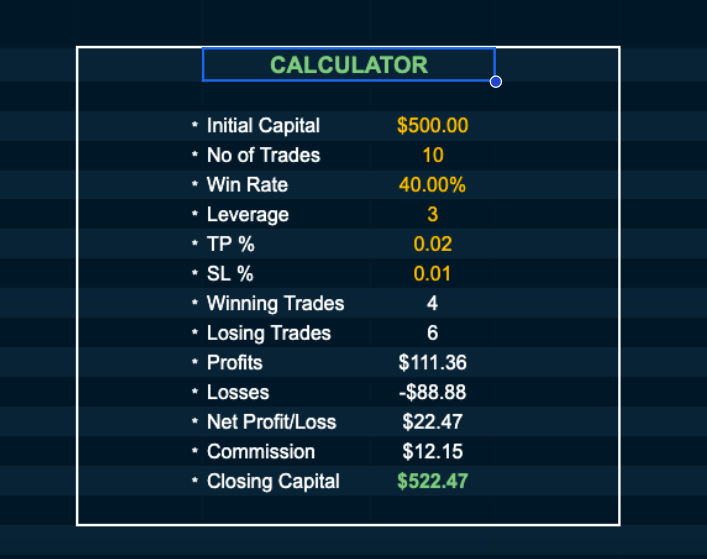 CALCULATOR
* Initial Capital $500.00
* No of Trades 10
* Win Rate 40.00%
* Leverage 3
* TP % 0.02
* SL % 0.01
* Winning Trades 4
* Losing Trades 6
* Profits $111.36
* Losses -$88.88
* Net Profit/Loss $22.47
* Commission $12.15
* Closing Capital $522.47